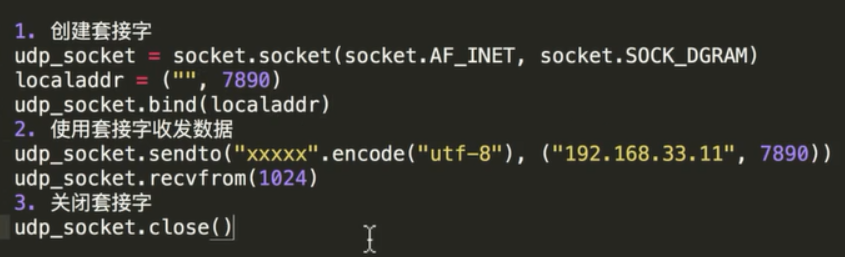 1. 创建套接字
udp_socket = socket.socket(socket.AF_INET, socket.SOCK_DGRAM)
localaddr = ("", 7890)
udp_socket.bind(localaddr)
2. 使用套接字收发数据
udp_socket.sendto("xxxxx".encode("utf-8"), ("192.168.33.11", 7890))
udp_socket.recvfrom(1024)
3. 关闭套接字
udp_socket.close()